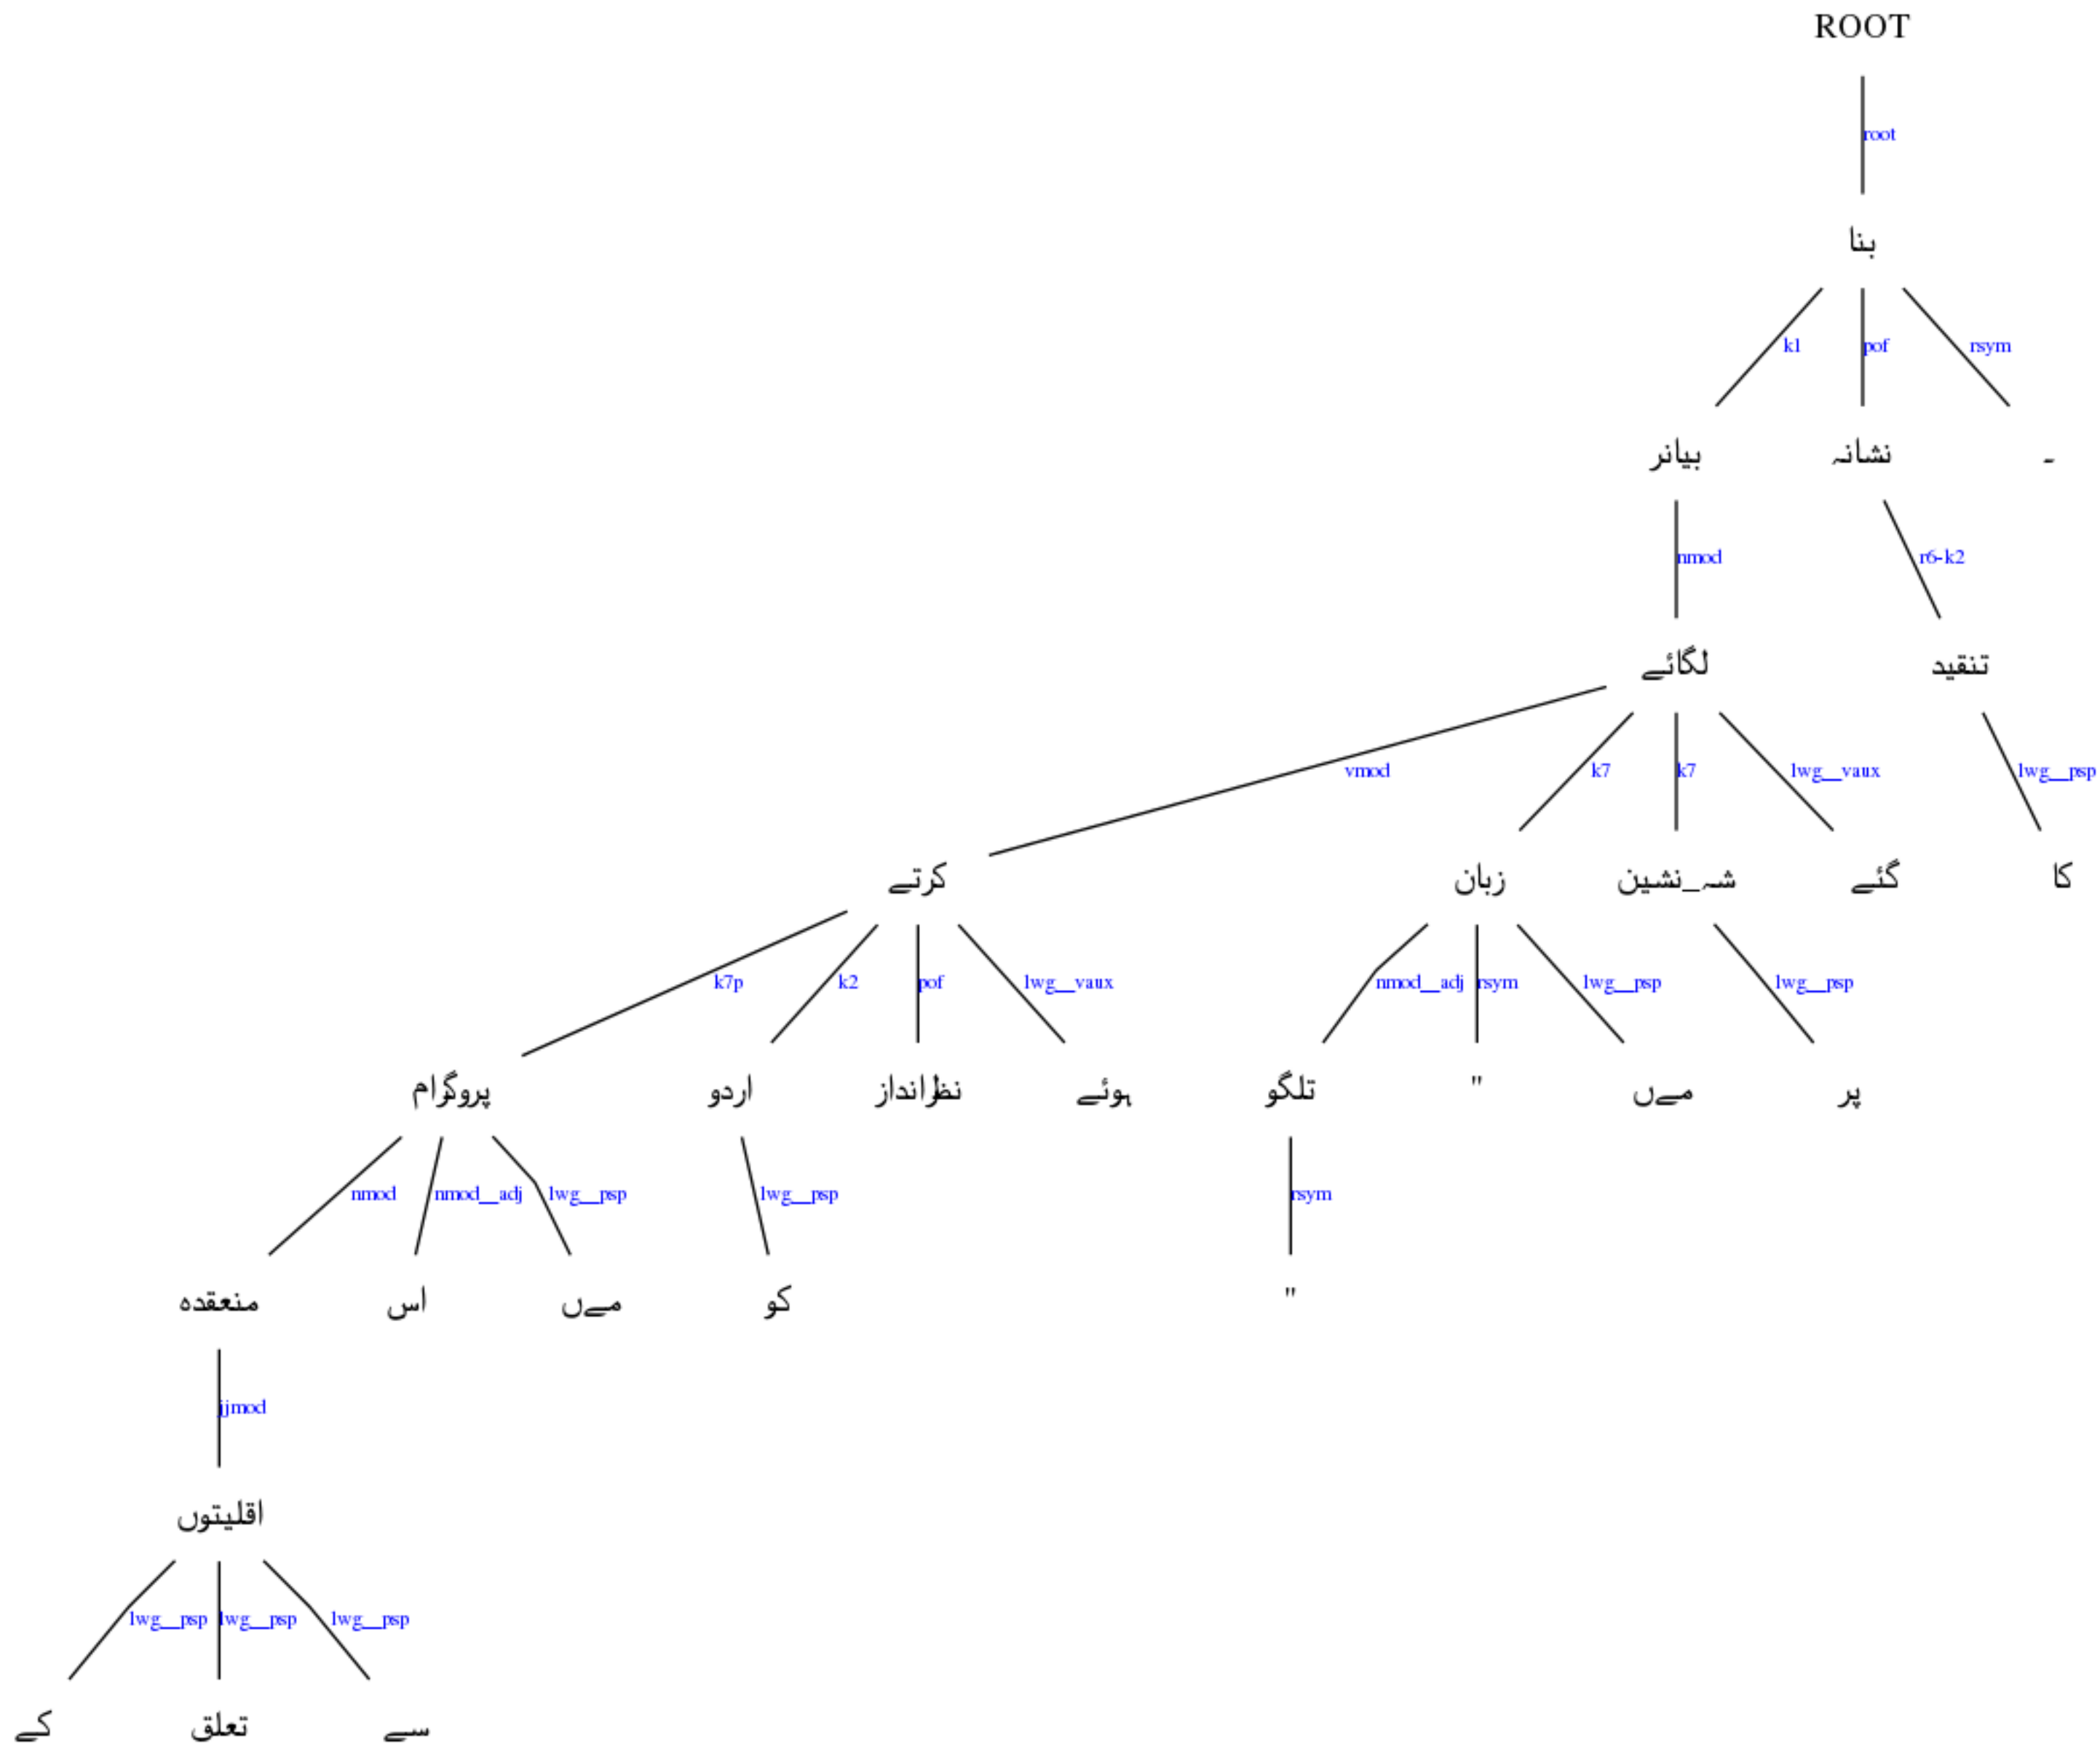 ROOT
root
بنا
k1 pof rsym
بیانر نشانہ ۔
nmod r6-k2
لگائے تنقید
vmod k7 k7 lwg__vaux lwg__psp
کرتے زبان شہ_نشین گئے کا
k7p k2 pof lwg__vaux nmod__adj rsym lwg__psp lwg__psp
پروگرام اردو نظرانداز ہوئے تلگو " مےں پر
nmod nmod__adj lwg__psp lwg__psp rsym
منعقدہ اس مےں کو "
jjmod
اقلیتوں
lwg__psp lwg__psp lwg__psp
کے تعلق سے